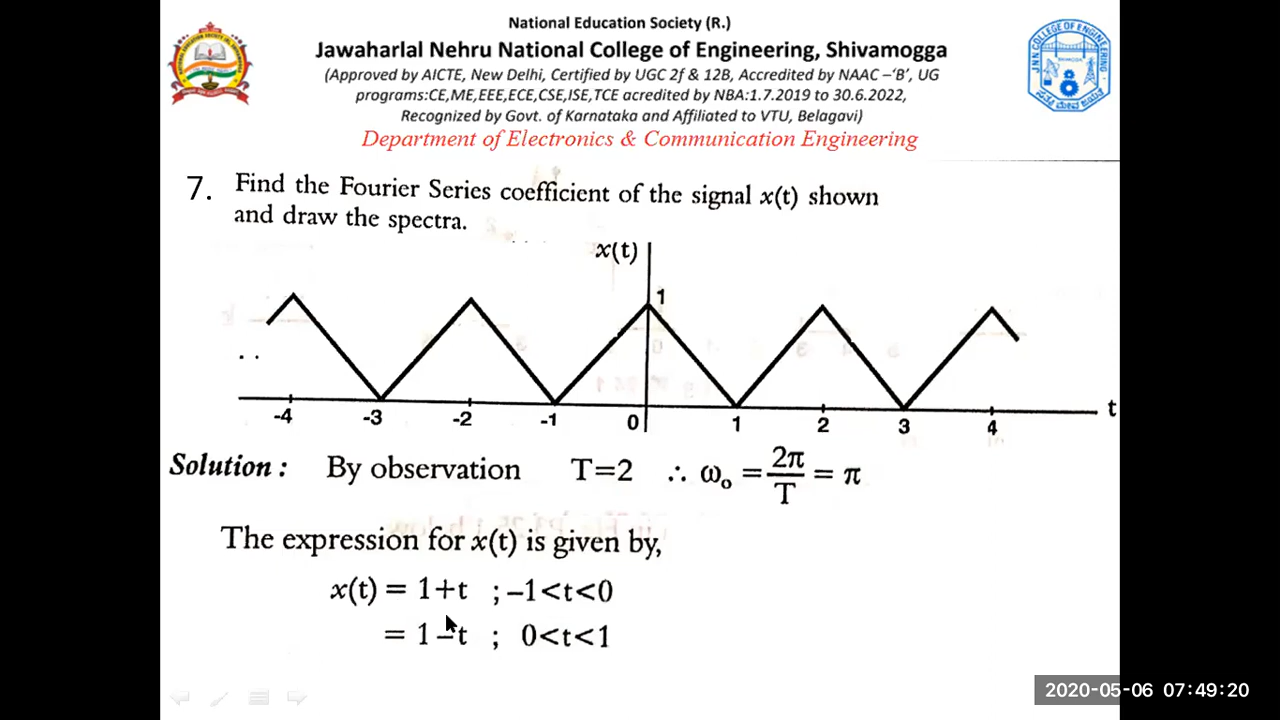 National Education Society (R.)
Jawaharlal Nehru National College of Engineering, Shivamogga
(Approved by AICTE, New Delhi, Certified by UGC 2f & 12B, Accredited by NAAC –‘B’, UG
programs:CE,ME,EEE,ECE,CSE,ISE,TCE acredited by NBA:1.7.2019 to 30.6.2022,
Recognized by Govt. of Karnataka and Affiliated to VTU, Belagavi)
Department of Electronics & Communication Engineering
JNN COLLEGE OF ENGINEERING
7. Find the Fourier Series coefficient of the signal x(t) shown
and draw the spectra.
x(t)
1
. .
-4 -3 -2 -1 0 1 2 3 4 t
Solution : By observation T=2 ∴ ω₀ = 2π/T = π
The expression for x(t) is given by,
x(t) = 1+t ; –1<t<0
= 1–t ; 0<t<1
2020-05-06 07:49:20